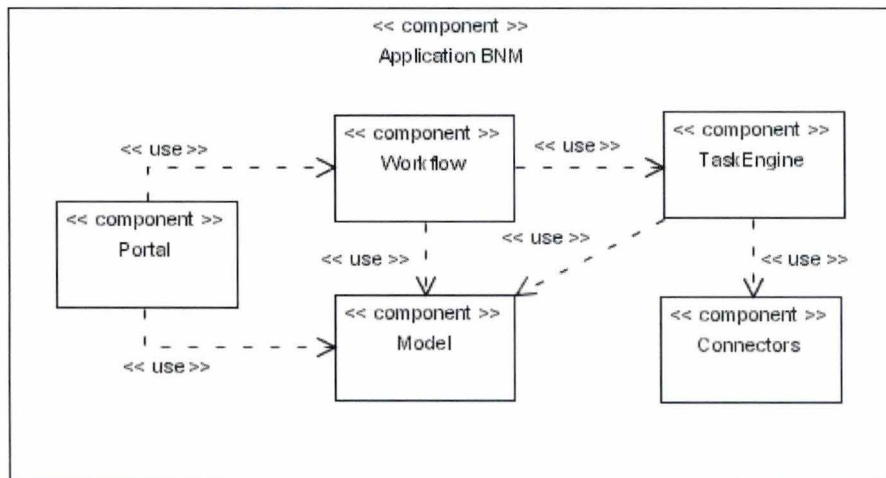 << component >>
Application BNM
<< component >>
Workflow
<< use >>
<< component >>
TaskEngine
<< use >>
<< component >>
Portal
<< use >>
<< use >>
<< use >>
<< component >>
Model
<< component >>
Connectors
<< use >>